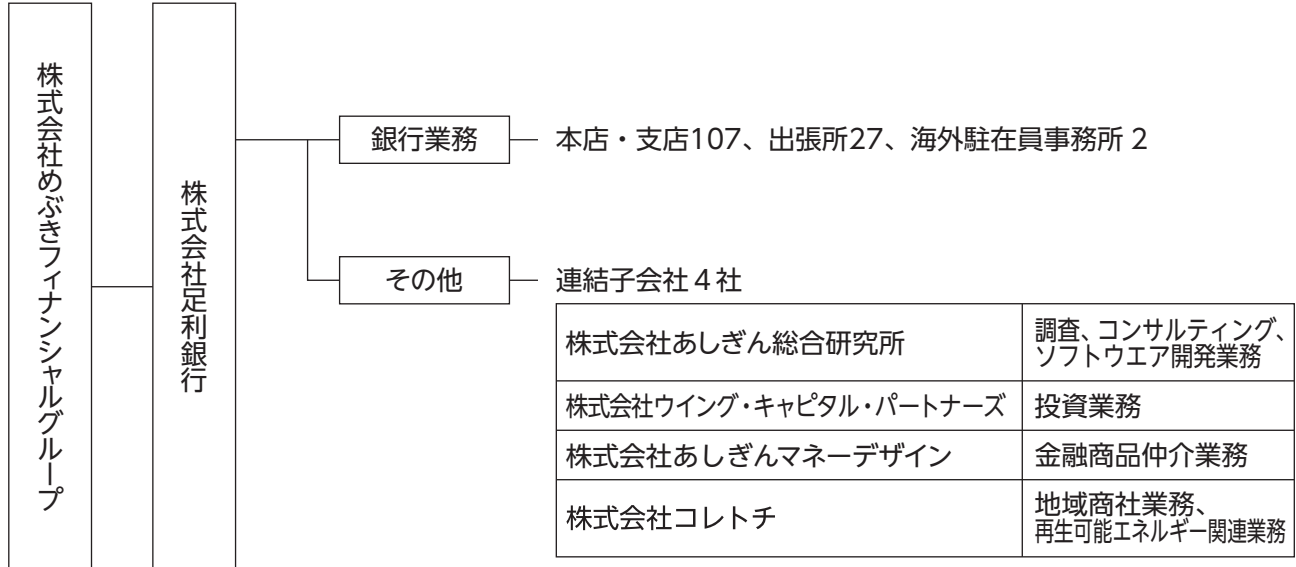 株式会社めぶきフィナンシャルグループ
株式会社足利銀行
銀行業務
本店・支店107、出張所27、海外駐在員事務所2
その他
連結子会社4社
株式会社あしぎん総合研究所
調査、コンサルティング、
ソフトウエア開発業務
株式会社ウイング・キャピタル・パートナーズ
投資業務
株式会社あしぎんマネーデザイン
金融商品仲介業務
株式会社コレトチ
地域商社業務、
再生可能エネルギー関連業務